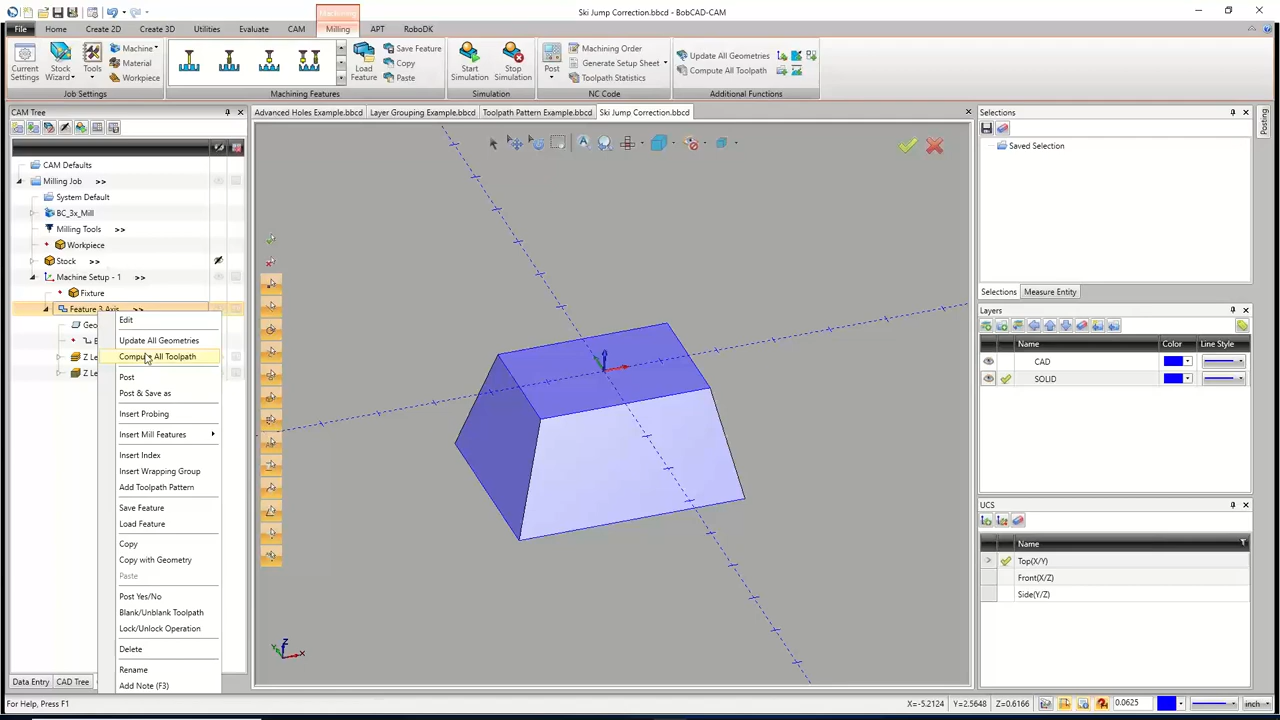 Machining
Ski Jump Correction.bbcd - BobCAD-CAM
File Home Create 2D Create 3D Utilities Evaluate CAM Milling APT RoboDK
Current Settings
Stock Wizard
Tools
Machine
Material
Workpiece
Job Settings
Load Feature
Save Feature
Copy
Paste
Machining Features
Start Simulation
Stop Simulation
Simulation
Post
Machining Order
Generate Setup Sheet
Toolpath Statistics
NC Code
Update All Geometries
Compute All Toolpath
Additional Functions
CAM Tree
Advanced Holes Example.bbcd Layer Grouping Example.bbcd Toolpath Pattern Example.bbcd Ski Jump Correction.bbcd
CAM Defaults
Milling Job >>
System Default
BC_3x_Mill
Milling Tools >>
Workpiece
Stock >>
Machine Setup - 1 >>
Fixture
Feature 3 Axis >>
Geo
Z Le
Z Le
Edit
Update All Geometries
Compute All Toolpath
Post
Post & Save as
Insert Probing
Insert Mill Features
Insert Index
Insert Wrapping Group
Add Toolpath Pattern
Save Feature
Load Feature
Copy
Copy with Geometry
Paste
Post Yes/No
Blank/Unblank Toolpath
Lock/Unlock Operation
Delete
Rename
Add Note (F3)
Data Entry CAD Tree
Z
Y
X
Selections
Saved Selection
Selections Measure Entity
Posting
Layers
Name Color Line Style
CAD
SOLID
UCS
Name
Top(X/Y)
Front(X/Z)
Side(Y/Z)
For Help, Press F1
X=-5.2124 Y=2.5648 Z=0.6166 0.0625 inch